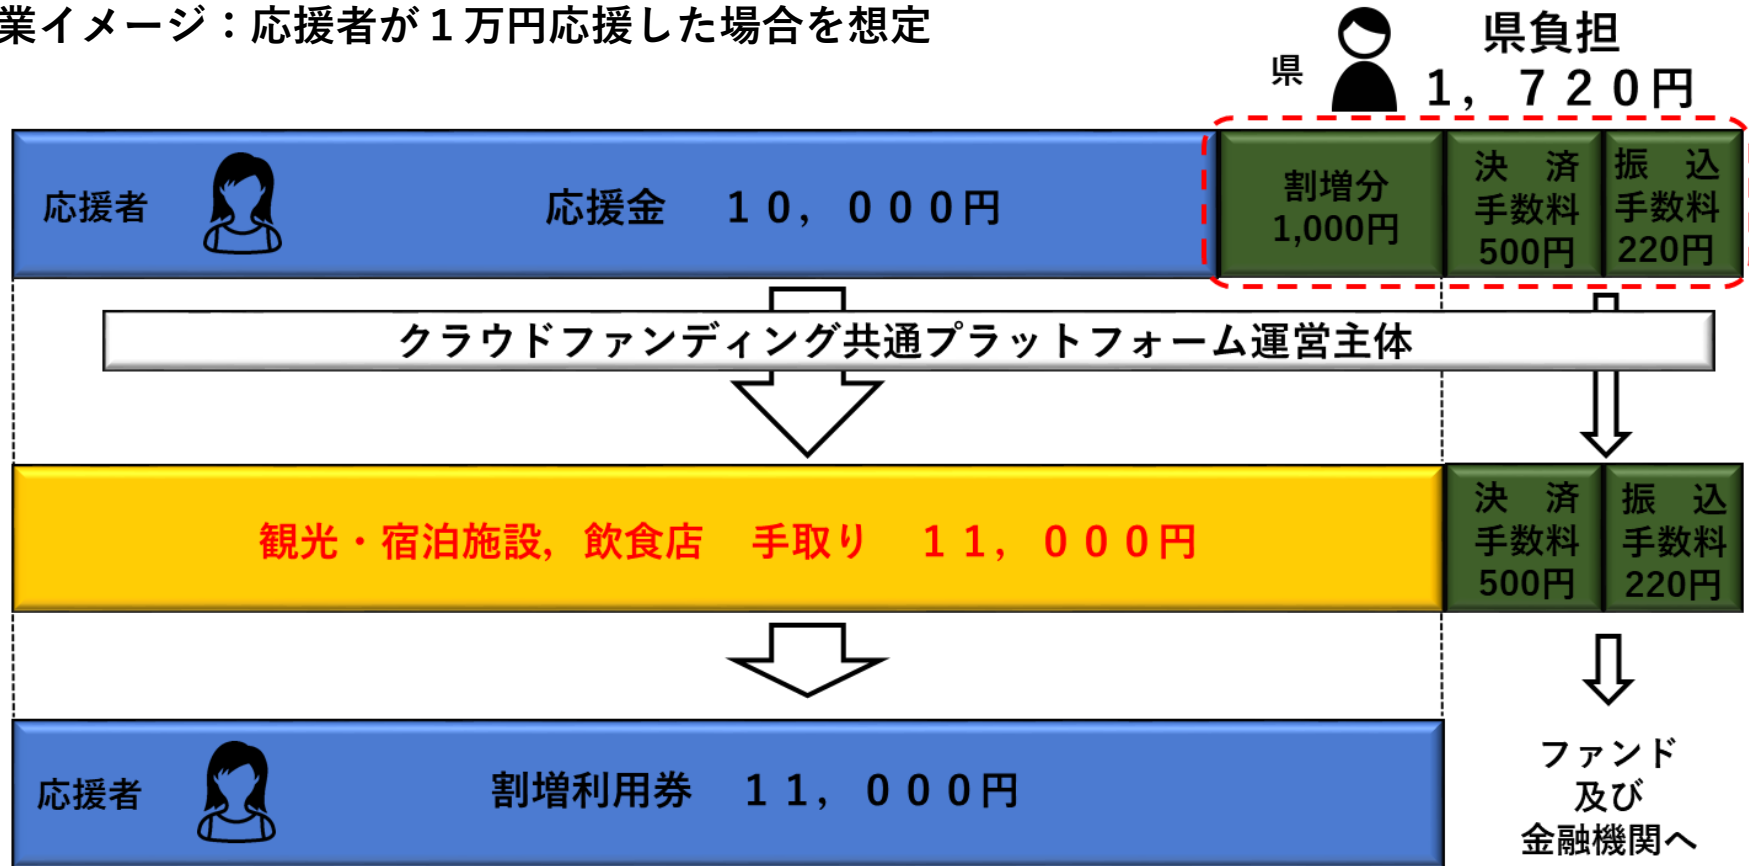 業イメージ：応援者が１万円応援した場合を想定
県
県負担
１，７２０円
応援者
応援金　１０，０００円
割増分
1,000円
決　済
手数料
500円
振　込
手数料
220円
クラウドファンディング共通プラットフォーム運営主体
観光・宿泊施設，飲食店　手取り　１１，０００円
決　済
手数料
500円
振　込
手数料
220円
応援者
割増利用券　１１，０００円
ファンド
及び
金融機関へ